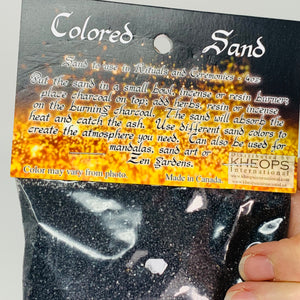 Colored Sand
Sand to use in Rituals and Ceremonies
Put the sand in a small bowl, incense or resin burner;
place charcoal on top; add herbs, resin or incense
on the burning charcoal. The sand will absorb the
heat and catch the ash. Use different sand colors to
create the atmosphere you need. Can also be used for
mandalas, sand art or
Zen gardens.
KHEOPS
International
Color may vary from photo.
Made in Canada